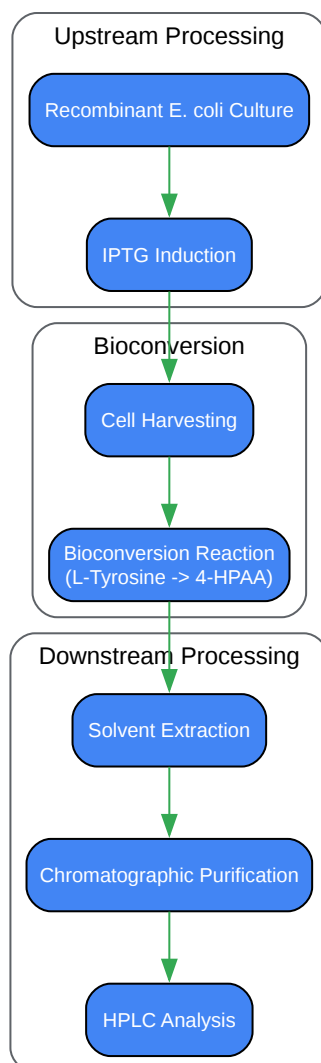 Upstream Processing
Recombinant E. coli Culture
IPTG Induction
Bioconversion
Cell Harvesting
Bioconversion Reaction
(L-Tyrosine -> 4-HPAA)
Downstream Processing
Solvent Extraction
Chromatographic Purification
HPLC Analysis